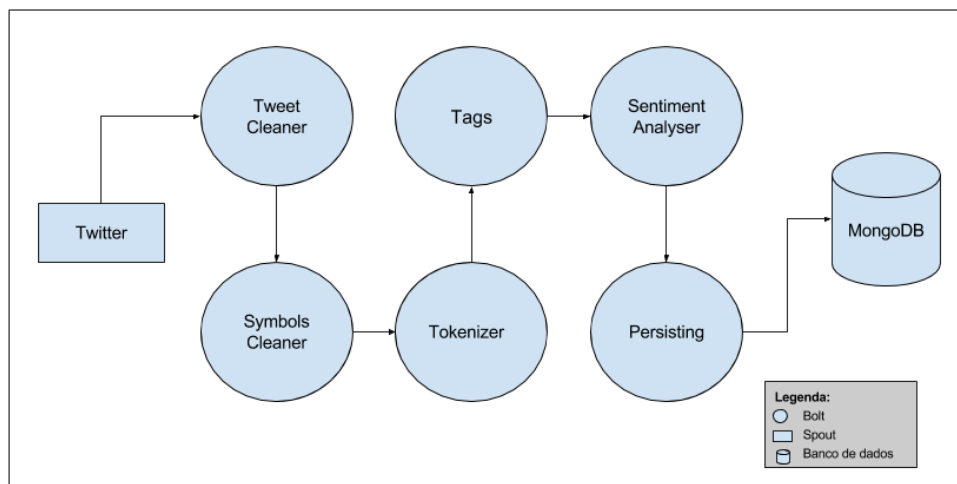 Twitter
Tweet
Cleaner
Symbols
Cleaner
Tokenizer
Tags
Sentiment
Analyser
Persisting
MongoDB
Legenda:
Bolt
Spout
Banco de dados